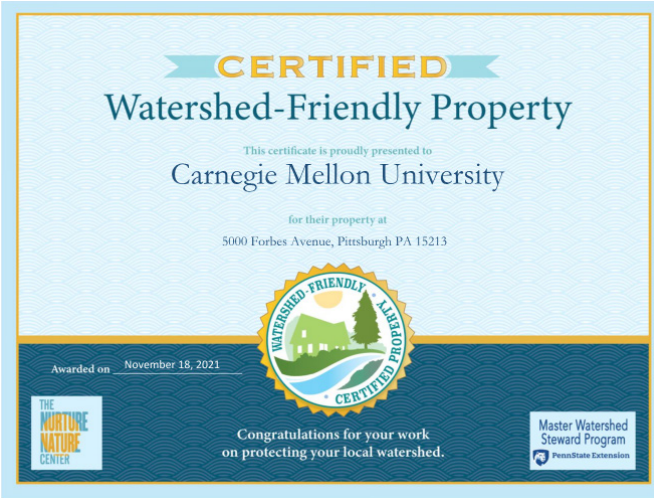 CERTIFIED
Watershed-Friendly Property
This certificate is proudly presented to
Carnegie Mellon University
for their property at
5000 Forbes Avenue, Pittsburgh PA 15213
WATERSHED-FRIENDLY
CERTIFIED PROPERTY
Awarded on November 18, 2021
THE
NURTURE
NATURE
CENTER
Congratulations for your work
on protecting your local watershed.
Master Watershed
Steward Program
PennState Extension